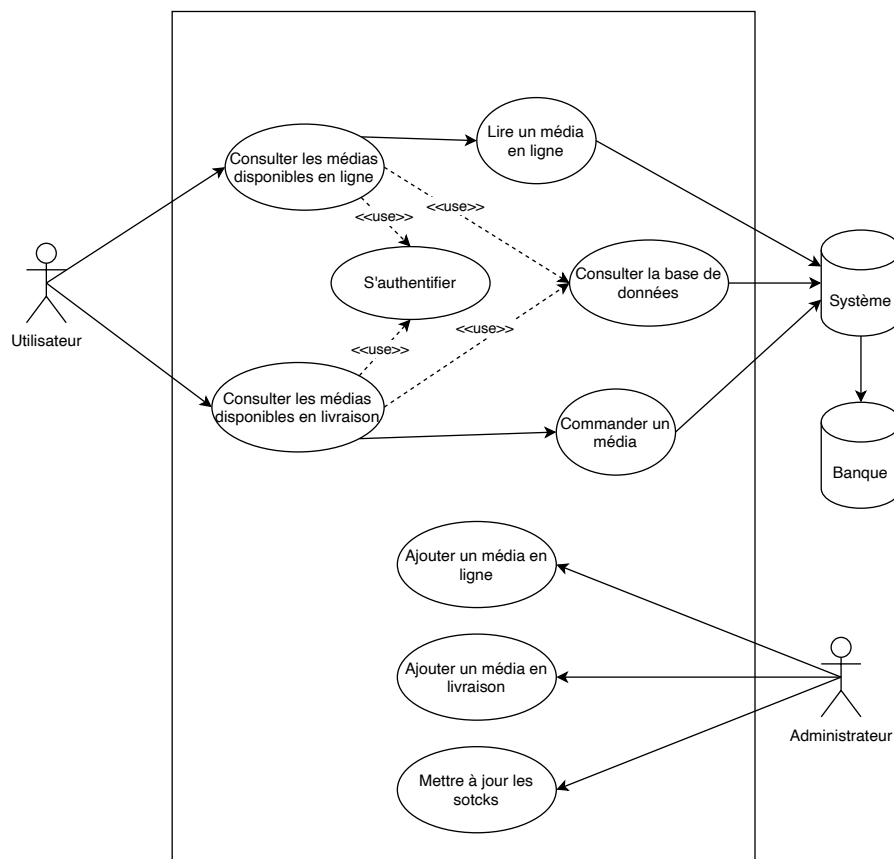 Lire un média
en ligne
Consulter les médias
disponibles en ligne
<<use>>
<<use>>
S'authentifier
Consulter la base de
données
Système
Utilisateur
<<use>>
<<use>>
Consulter les médias
disponibles en livraison
Commander un
média
Banque
Ajouter un média en
ligne
Ajouter un média en
livraison
Administrateur
Mettre à jour les
sotcks